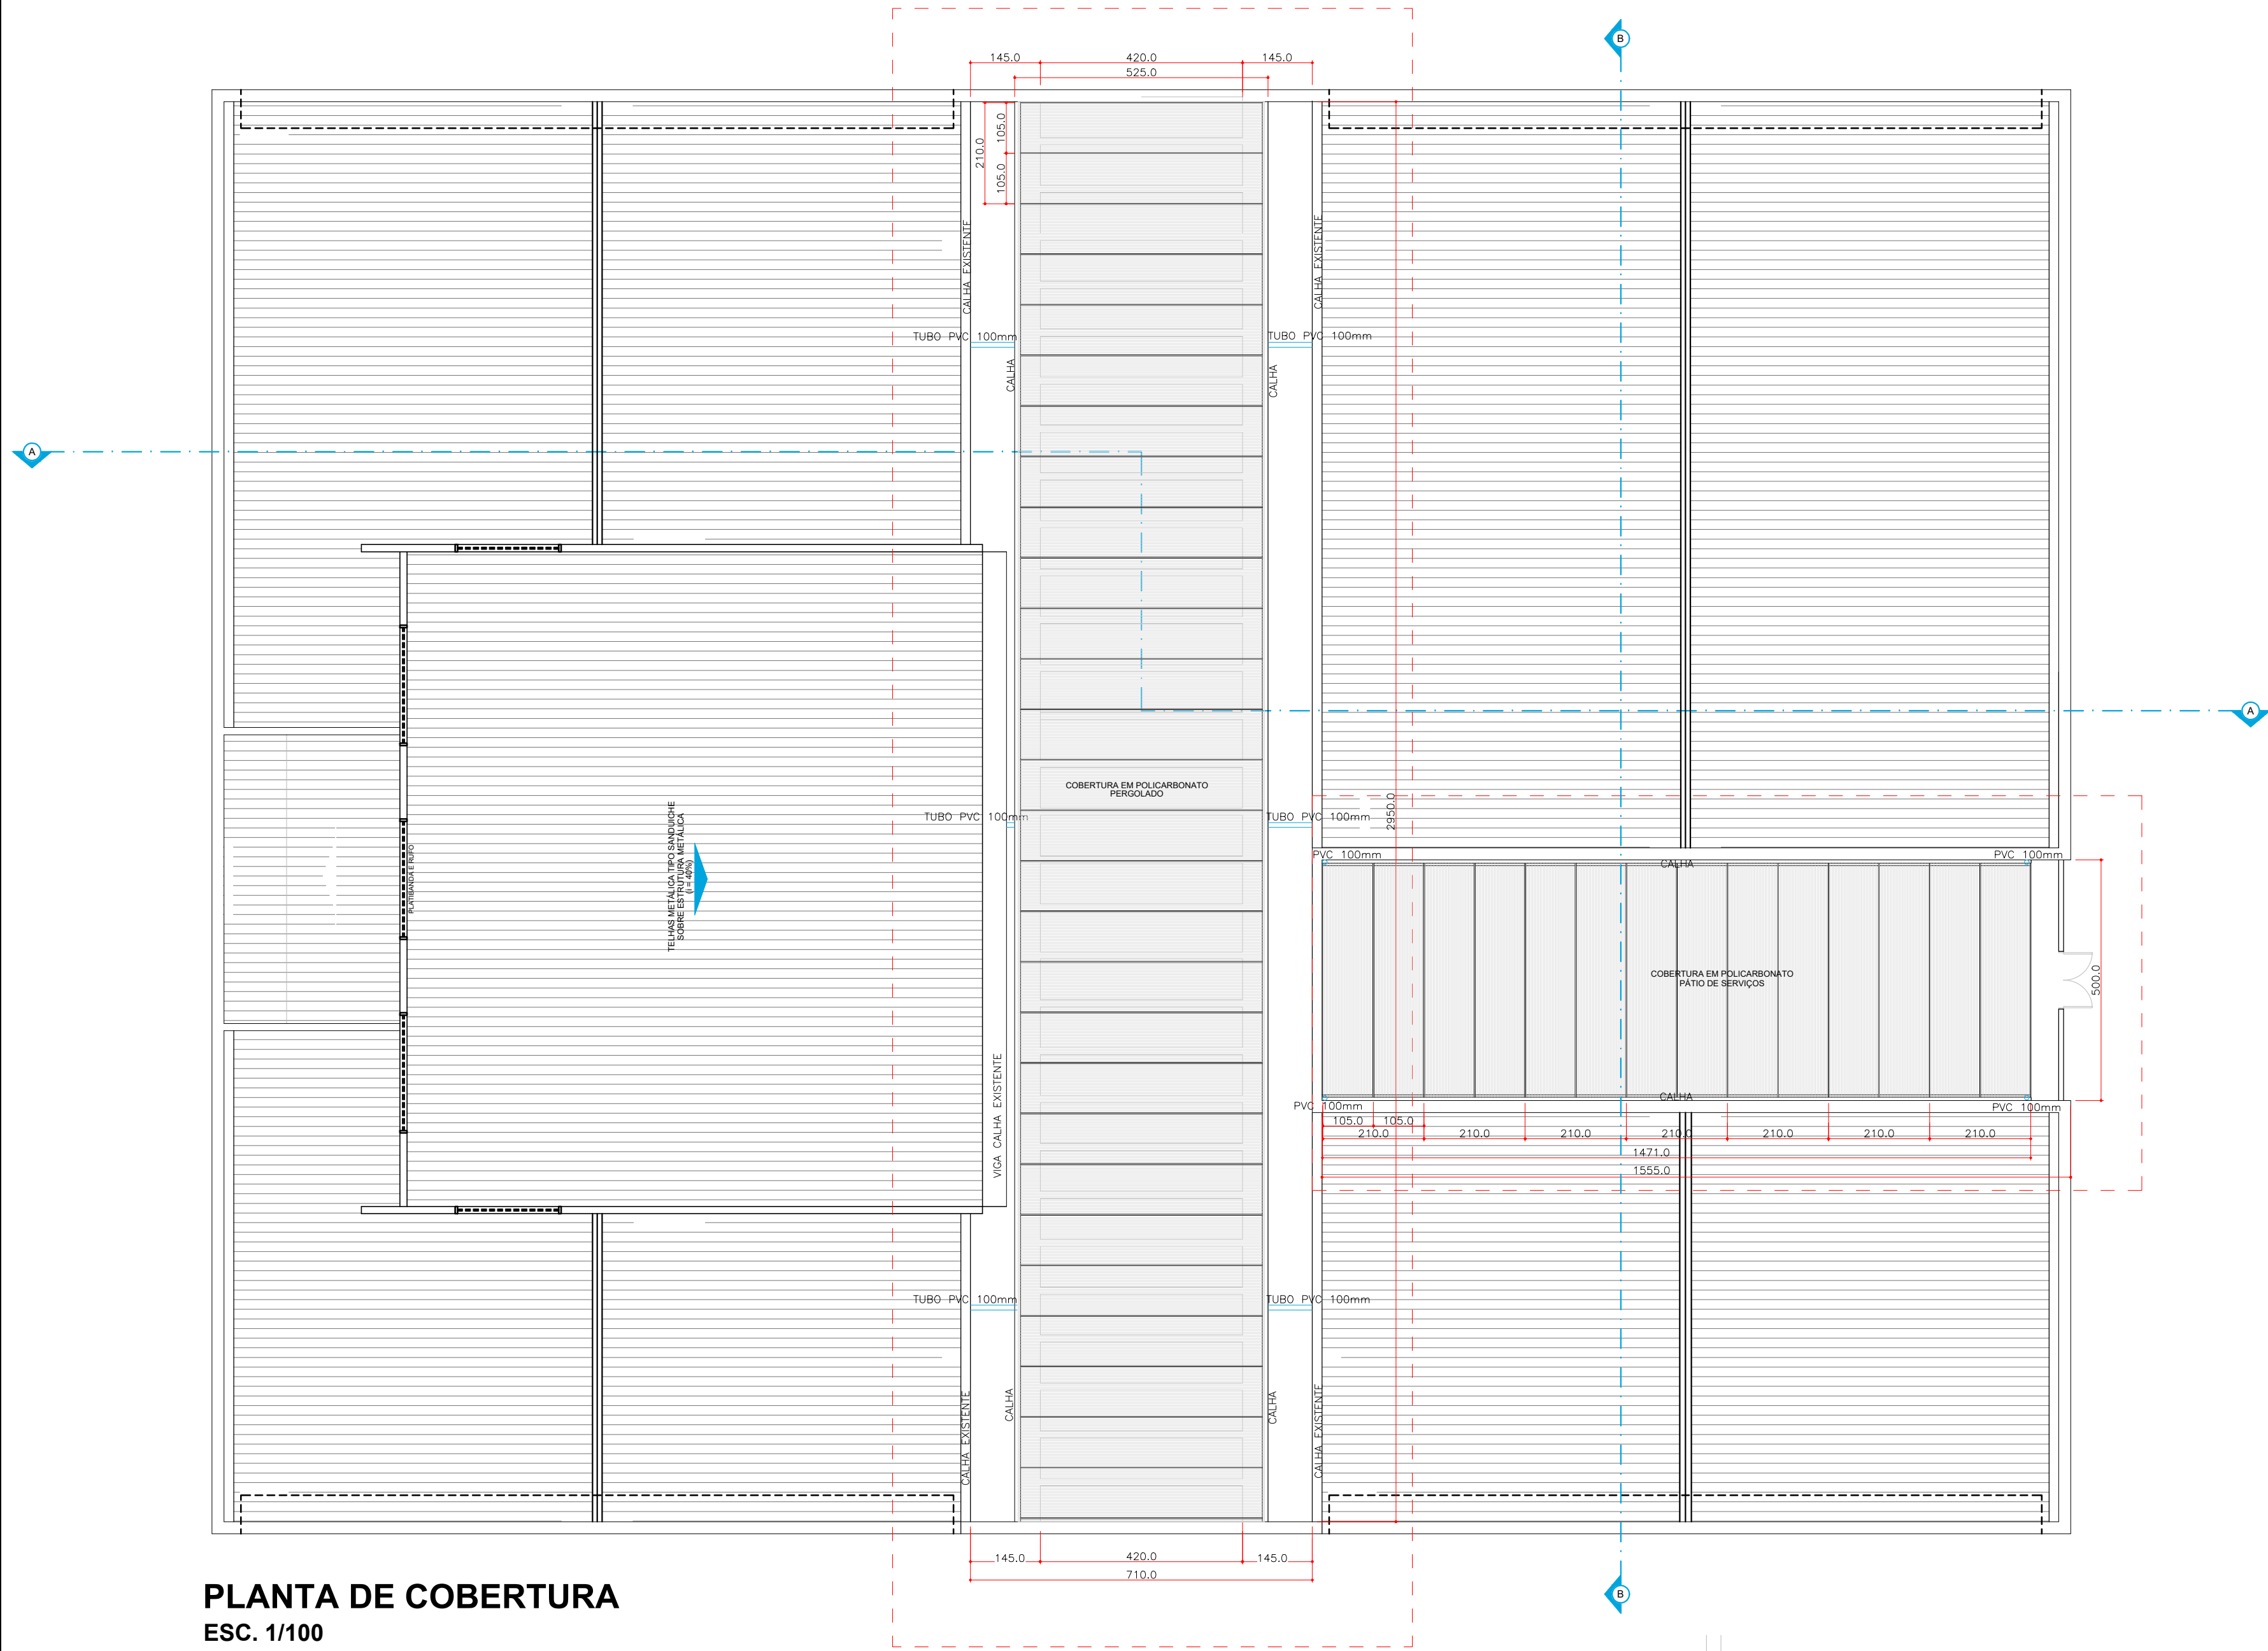 B
145.0
420.0
145.0
525.0
210.0
105.0
105.0
CALHA EXISTENTE
CALHA EXISTENTE
TUBO PVC 100mm
TUBO PVC 100mm
CALHA
CALHA
A
A
COBERTURA EM POLICARBONATO
PERGOLADO
2950.0
TUBO PVC 100mm
TUBO PVC 100mm
PLATIBANDA E RUFO
TELHAS METÁLICA TIPO SANDUICHE
SOBRE ESTRUTURA METÁLICA
(i = 40%)
PVC 100mm
CALHA
PVC 100mm
COBERTURA EM POLICARBONATO
PÁTIO DE SERVIÇOS
500.0
VIGA CALHA EXISTENTE
PVC 100mm
CALHA
PVC 100mm
105.0
105.0
210.0
210.0
210.0
210.0
210.0
210.0
210.0
1471.0
1555.0
TUBO PVC 100mm
TUBO PVC 100mm
CALHA EXISTENTE
CALHA
CALHA
CALHA EXISTENTE
145.0
420.0
145.0
710.0
B
PLANTA DE COBERTURA
ESC. 1/100